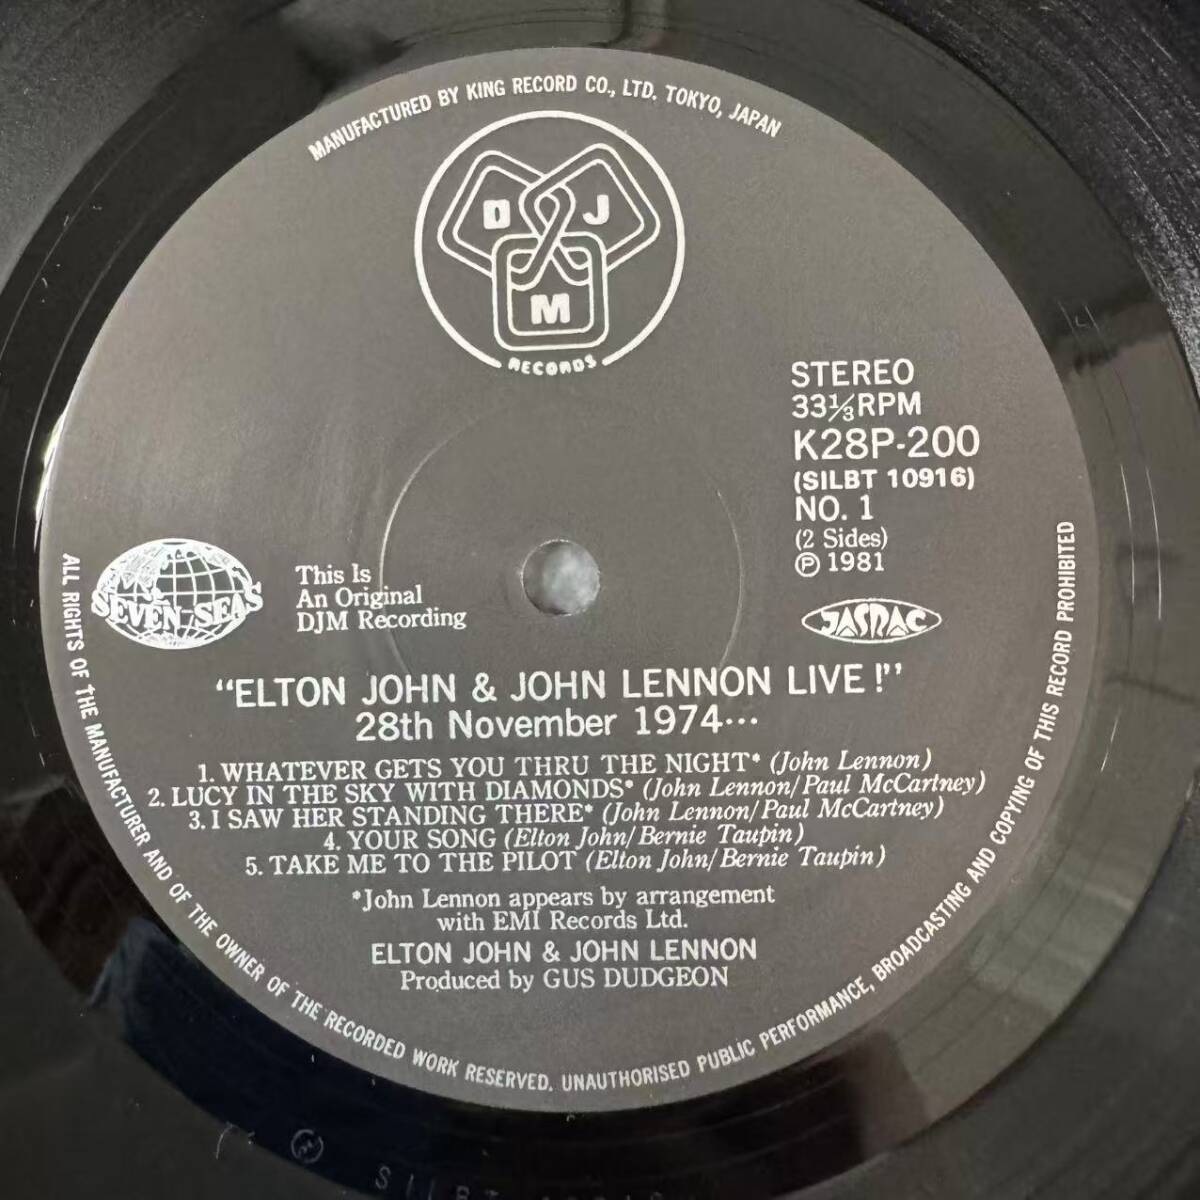 MANUFACTURED BY KING RECORD CO., LTD. TOKYO, JAPAN
D J
M
RECORDS
STEREO
33⅓RPM
K28P-200
(SILBT 10916)
NO. 1
(2 Sides)
℗ 1981
SEVEN-SEAS
This Is
An Original
DJM Recording
JASRAC
“ELTON JOHN & JOHN LENNON LIVE!”
28th November 1974···
1. WHATEVER GETS YOU THRU THE NIGHT* (John Lennon)
2. LUCY IN THE SKY WITH DIAMONDS* (John Lennon/Paul McCartney)
3. I SAW HER STANDING THERE* (John Lennon/Paul McCartney)
4. YOUR SONG (Elton John/Bernie Taupin)
5. TAKE ME TO THE PILOT (Elton John/Bernie Taupin)
*John Lennon appears by arrangement
with EMI Records Ltd.
ELTON JOHN & JOHN LENNON
Produced by GUS DUDGEON
ALL RIGHTS OF THE MANUFACTURER AND OF THE OWNER OF THE RECORDED WORK RESERVED. UNAUTHORISED PUBLIC PERFORMANCE, BROADCASTING AND COPYING OF THIS RECORD PROHIBITED